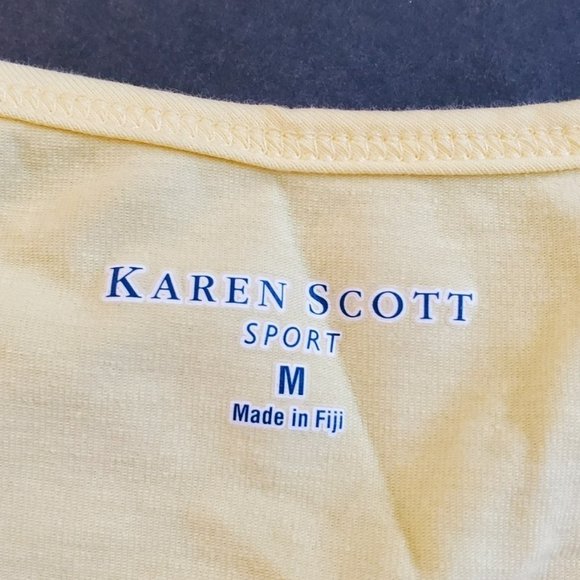 KAREN SCOTT
SPORT
M
Made in Fiji